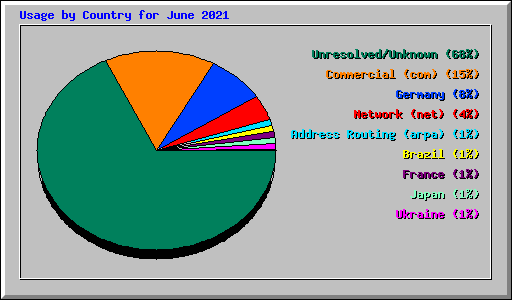 Usage by Country for June 2021
Unresolved/Unknown (68%)
Commercial (com) (15%)
Germany (8%)
Network (net) (4%)
Address Routing (arpa) (1%)
Brazil (1%)
France (1%)
Japan (1%)
Ukraine (1%)